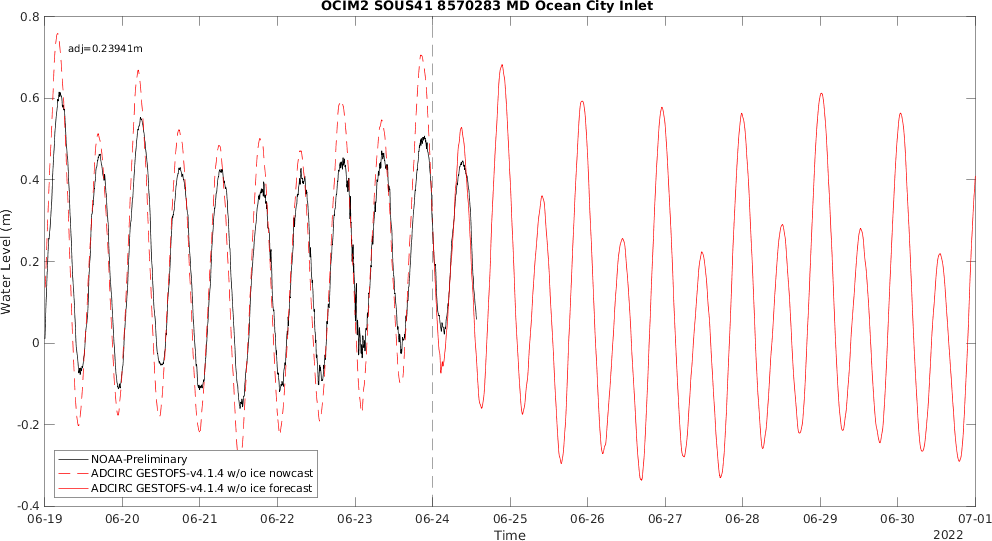 OCIM2 SOUS41 8570283 MD Ocean City Inlet
adj=0.23941m
0.8
0.6
0.4
0.2
0
-0.2
-0.4
Water Level (m)
NOAA-Preliminary
ADCIRC GESTOFS-v4.1.4 w/o ice nowcast
ADCIRC GESTOFS-v4.1.4 w/o ice forecast
06-19 06-20 06-21 06-22 06-23 06-24 06-25 06-26 06-27 06-28 06-29 06-30 07-01
Time
2022